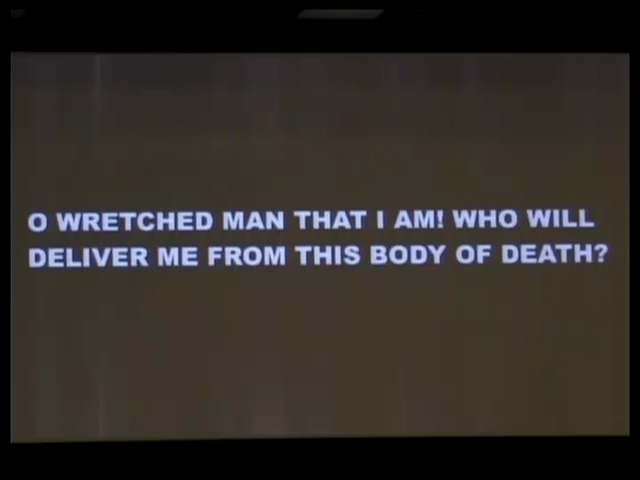 O WRETCHED MAN THAT I AM! WHO WILL
DELIVER ME FROM THIS BODY OF DEATH?